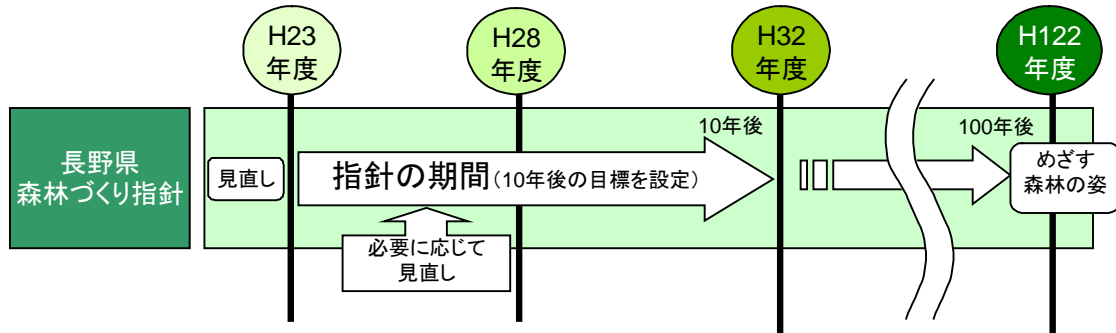 H23
年度
H28
年度
H32
年度
H122
年度
長野県
森林づくり指針
見直し
指針の期間(10年後の目標を設定)
10年後
100年後
めざす
森林の姿
必要に応じて
見直し